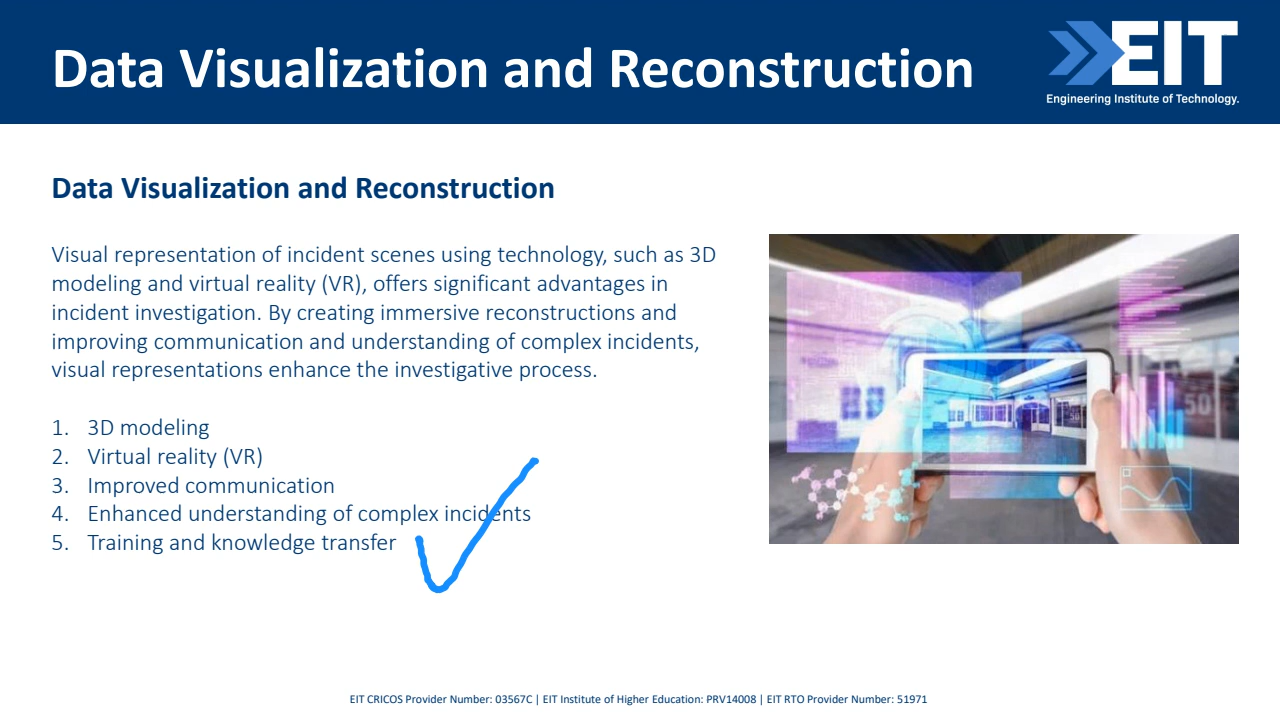 Data Visualization and Reconstruction
EIT
Engineering Institute of Technology.
Data Visualization and Reconstruction
Visual representation of incident scenes using technology, such as 3D
modeling and virtual reality (VR), offers significant advantages in
incident investigation. By creating immersive reconstructions and
improving communication and understanding of complex incidents,
visual representations enhance the investigative process.
1. 3D modeling
2. Virtual reality (VR)
3. Improved communication
4. Enhanced understanding of complex incidents
5. Training and knowledge transfer
50
EIT CRICOS Provider Number: 03567C | EIT Institute of Higher Education: PRV14008 | EIT RTO Provider Number: 51971